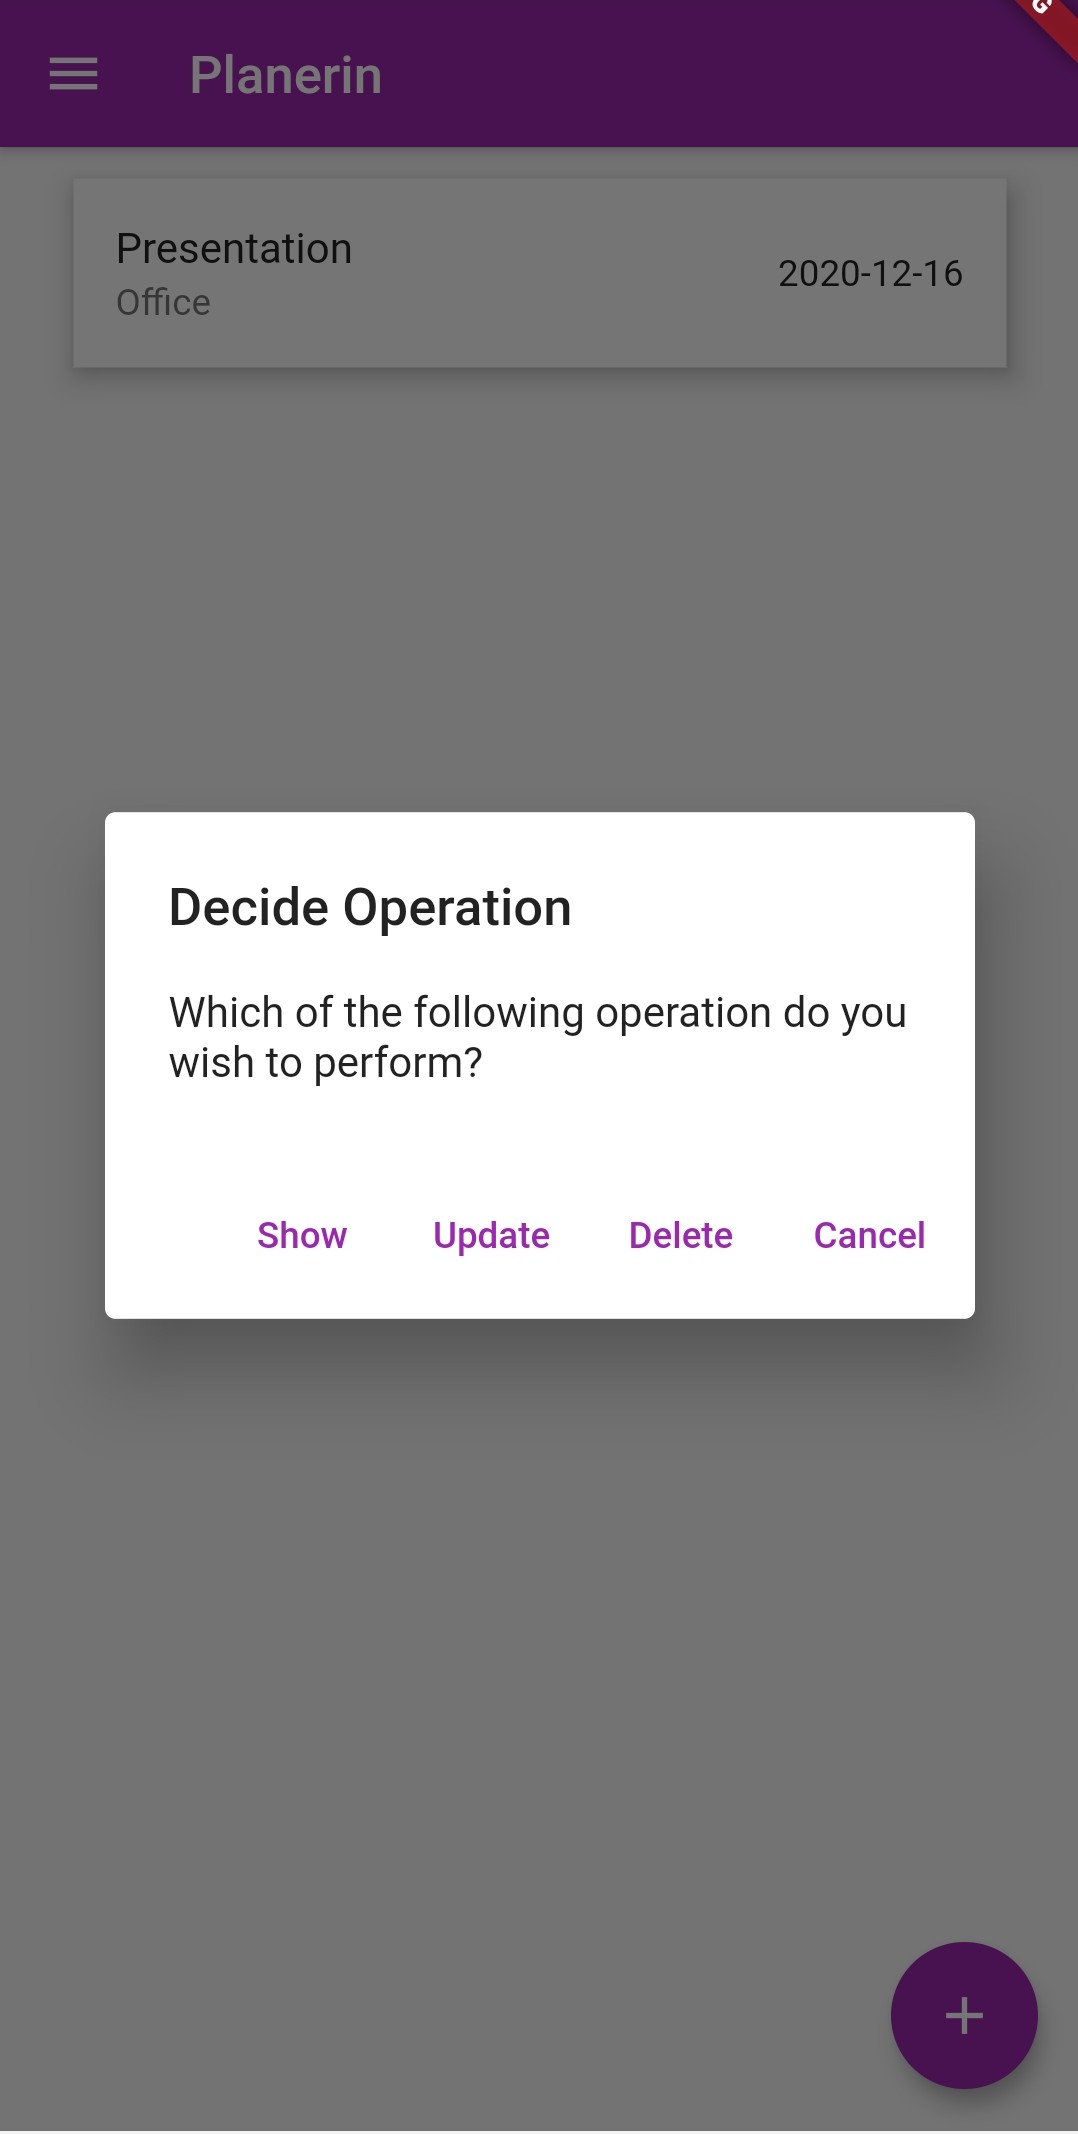 Planerin
G
Presentation
Office
2020-12-16
Decide Operation
Which of the following operation do you
wish to perform?
Show Update Delete Cancel